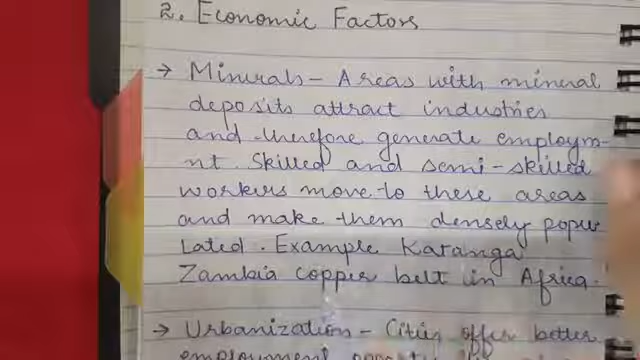 2. Economic Factors
→ Minerals - Areas with mineral
deposits attract industries
and therefore generate employm-
nt Skilled and semi-skilled
workers move to these areas
and make them densely popu
lated. Example Katanga
Zambia copper belt in Africa.
→ Urbanization - Cities offer better
employment